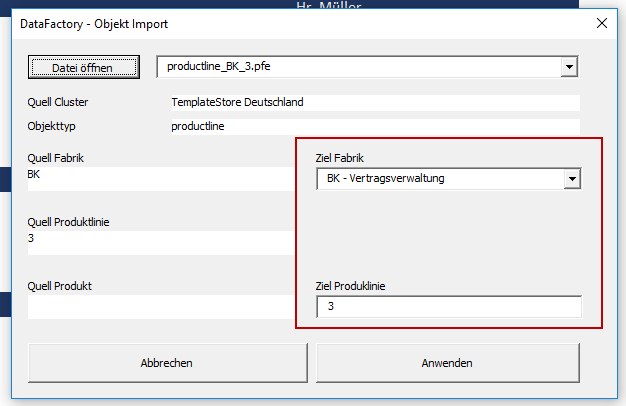 Hr. Müller
DataFactory - Objekt Import
Datei öffnen
productline_BK_3.pfe
Quell Cluster
TemplateStore Deutschland
Objekttyp
productline
Quell Fabrik
Ziel Fabrik
BK
BK - Vertragsverwaltung
Quell Produktlinie
3
Quell Produkt
Ziel Produklinie
3
Abbrechen
Anwenden